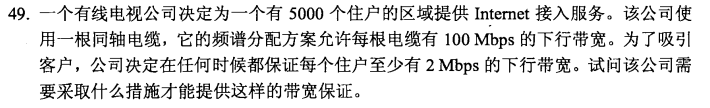 49. 一个有线电视公司决定为一个有 5000 个住户的区域提供 Internet 接入服务。该公司使
用一根同轴电缆，它的频谱分配方案允许每根电缆有 100 Mbps 的下行带宽。为了吸引
客户，公司决定在任何时候都保证每个住户至少有 2 Mbps 的下行带宽。试问该公司需
要采取什么措施才能提供这样的带宽保证。